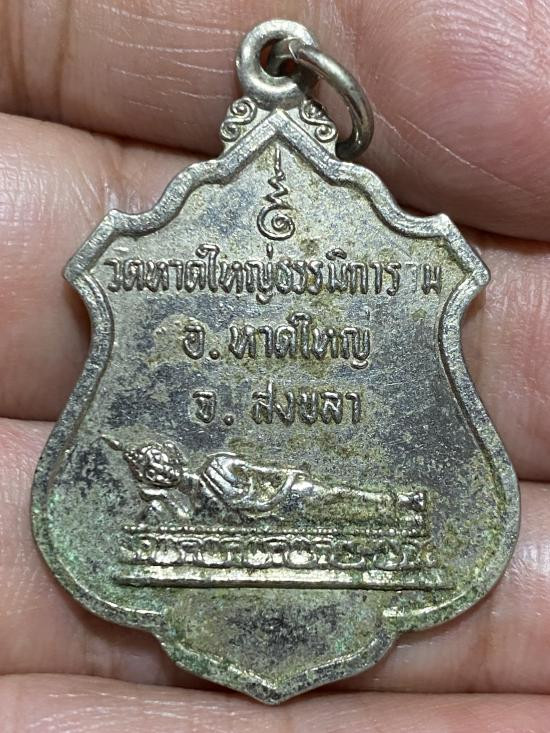 วัดหาดใหญ่ธรรมิการาม
อ. หาดใหญ่
จ. สงขลา